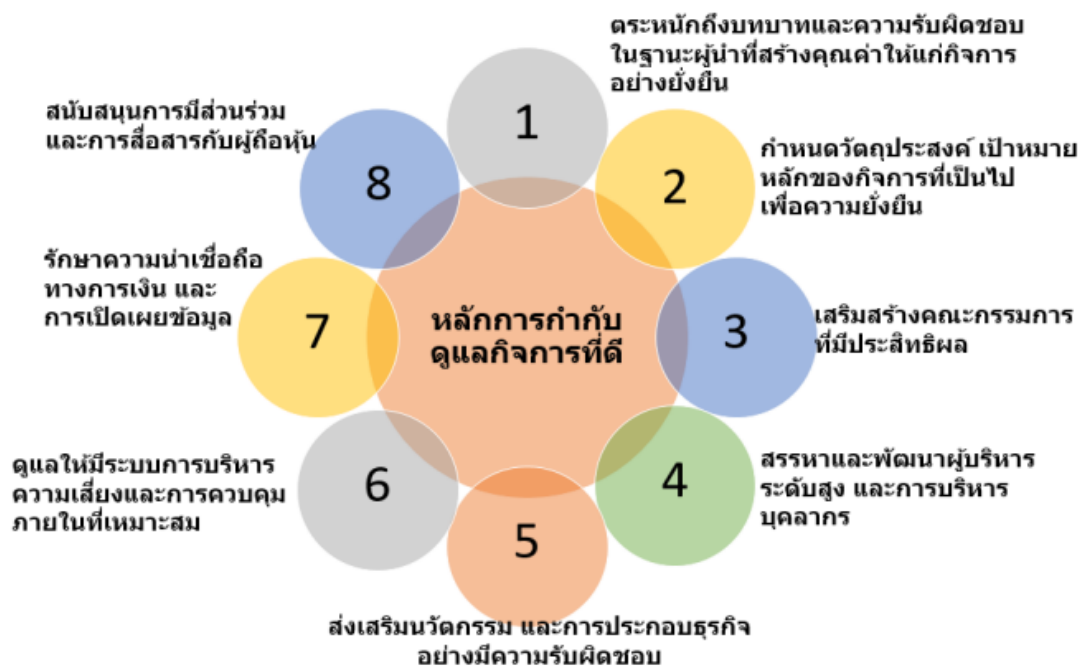 1
ตระหนักถึงบทบาทและความรับผิดชอบ
ในฐานะผู้นำที่สร้างคุณค่าให้แก่กิจการ
อย่างยั่งยืน
2
กำหนดวัตถุประสงค์ เป้าหมาย
หลักของกิจการที่เป็นไป
เพื่อความยั่งยืน
3
เสริมสร้างคณะกรรมการ
ที่มีประสิทธิผล
4
สรรหาและพัฒนาผู้บริหาร
ระดับสูง และการบริหาร
บุคลากร
5
ส่งเสริมนวัตกรรม และการประกอบธุรกิจ
อย่างมีความรับผิดชอบ
6
ดูแลให้มีระบบการบริหาร
ความเสี่ยงและการควบคุม
ภายในที่เหมาะสม
7
รักษาความน่าเชื่อถือ
ทางการเงิน และ
การเปิดเผยข้อมูล
8
สนับสนุนการมีส่วนร่วม
และการสื่อสารกับผู้ถือหุ้น
หลักการกำกับ
ดูแลกิจการที่ดี